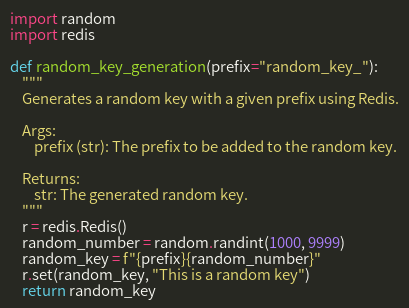 import random
import redis

def random_key_generation(prefix="random_key_"):
    """
    Generates a random key with a given prefix using Redis.

    Args:
        prefix (str): The prefix to be added to the random key.

    Returns:
        str: The generated random key.
    """
    r = redis.Redis()
    random_number = random.randint(1000, 9999)
    random_key = f"{prefix}{random_number}"
    r.set(random_key, "This is a random key")
    return random_key